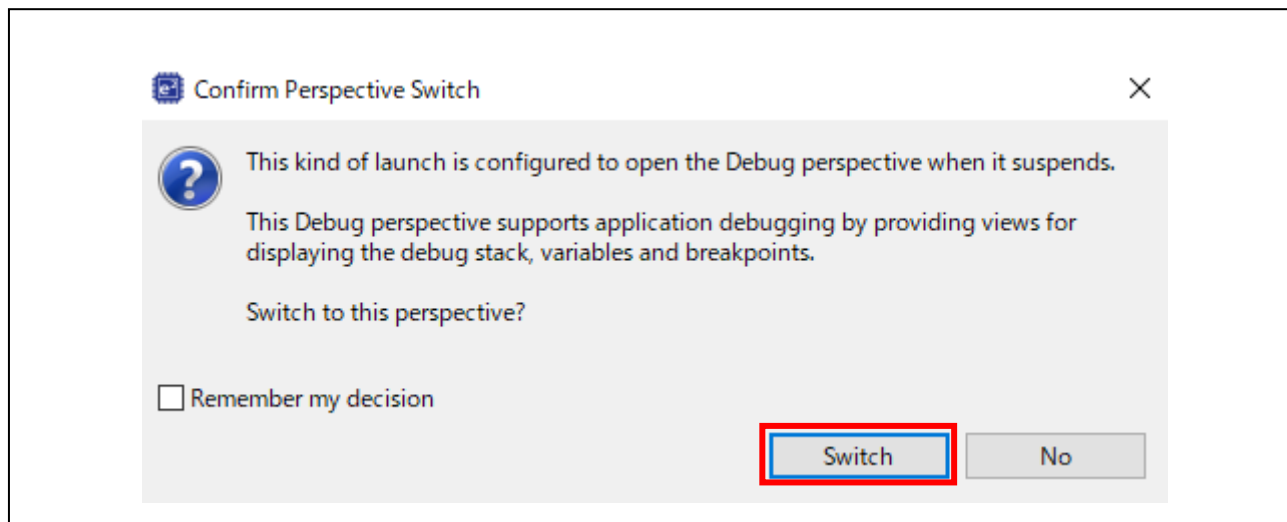 Confirm Perspective Switch
This kind of launch is configured to open the Debug perspective when it suspends.
This Debug perspective supports application debugging by providing views for
displaying the debug stack, variables and breakpoints.
Switch to this perspective?
Remember my decision
Switch
No